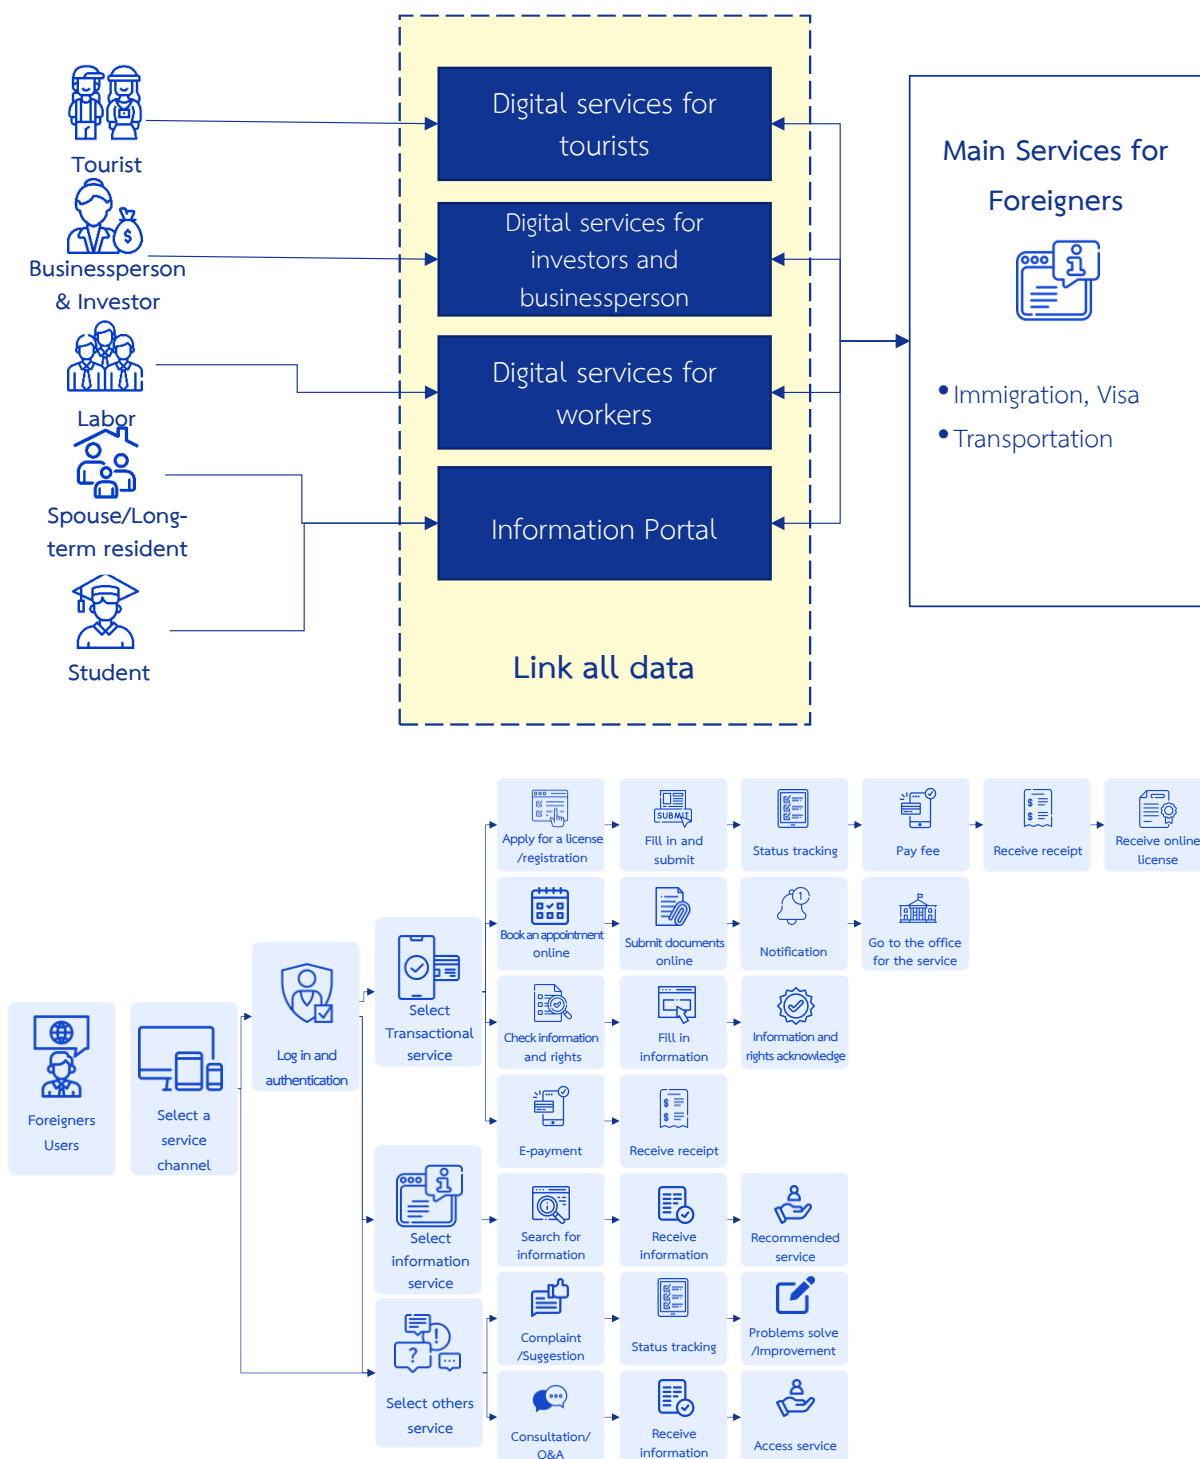 Tourist
Businessperson
& Investor
Labor
Spouse/Long-
term resident
Student
Digital services for
tourists
Digital services for
investors and
businessperson
Digital services for
workers
Information Portal
Link all data
Main Services for
Foreigners
• Immigration, Visa
• Transportation
Foreigners
Users
Select a
service
channel
Log in and
authentication
Select
Transactional
service
Apply for a license
/registration
SUBMIT
Fill in and
submit
Status tracking
Pay fee
Receive receipt
Receive online
license
Book an appointment
online
Submit documents
online
1
Notification
Go to the office
for the service
Check information
and rights
Fill in
information
Information and
rights acknowledge
E-payment
Receive receipt
Select
information
service
Search for
information
Receive
information
Recommended
service
Select others
service
Complaint
/Suggestion
Status tracking
Problems solve
/Improvement
Consultation/
Q&A
Receive
information
Access service